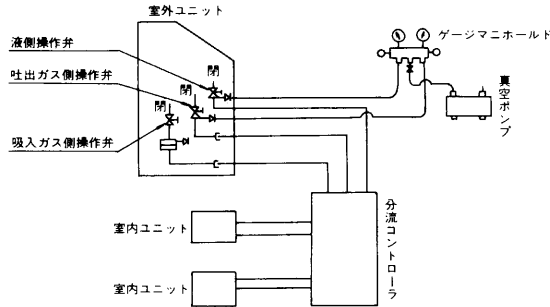 室外ユニット
液側操作弁
吐出ガス側操作弁
吸入ガス側操作弁
閉
閉
閉
ゲージマニホールド
真空ポンプ
分流コントローラ
室内ユニット
室内ユニット